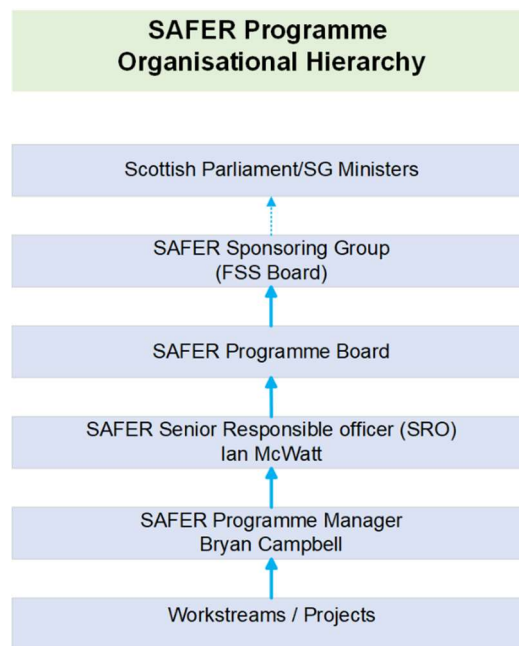 SAFER Programme
Organisational Hierarchy
Scottish Parliament/SG Ministers
SAFER Sponsoring Group
(FSS Board)
SAFER Programme Board
SAFER Senior Responsible officer (SRO)
Ian McWatt
SAFER Programme Manager
Bryan Campbell
Workstreams / Projects